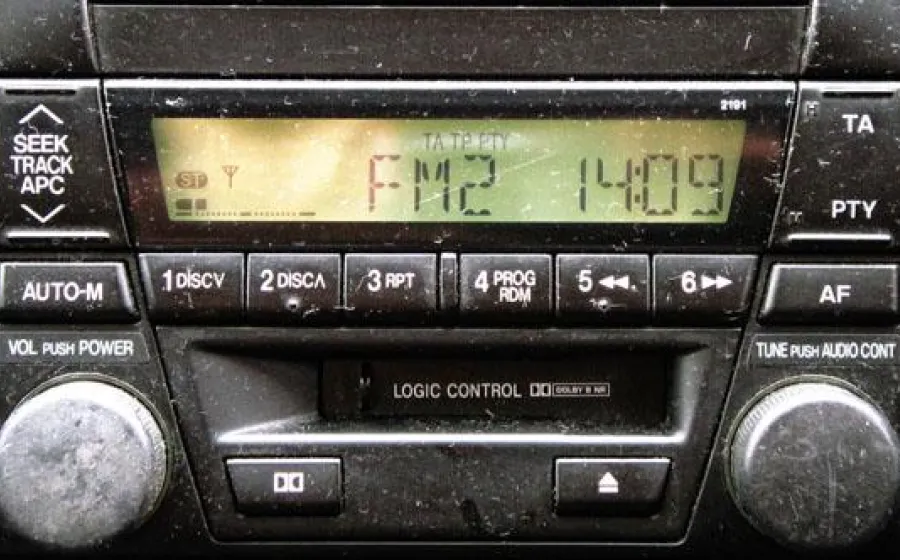 2191
SEEK
TRACK
APC
TA TP PTY
ST
FM2 14:09
TA
PTY
AUTO-M
1 DISC∨
2 DISC∧
3 RPT
4 PROG
RDM
5 ◀◀
6 ▶▶
AF
VOL PUSH POWER
TUNE PUSH AUDIO CONT
LOGIC CONTROL DOLBY B NR